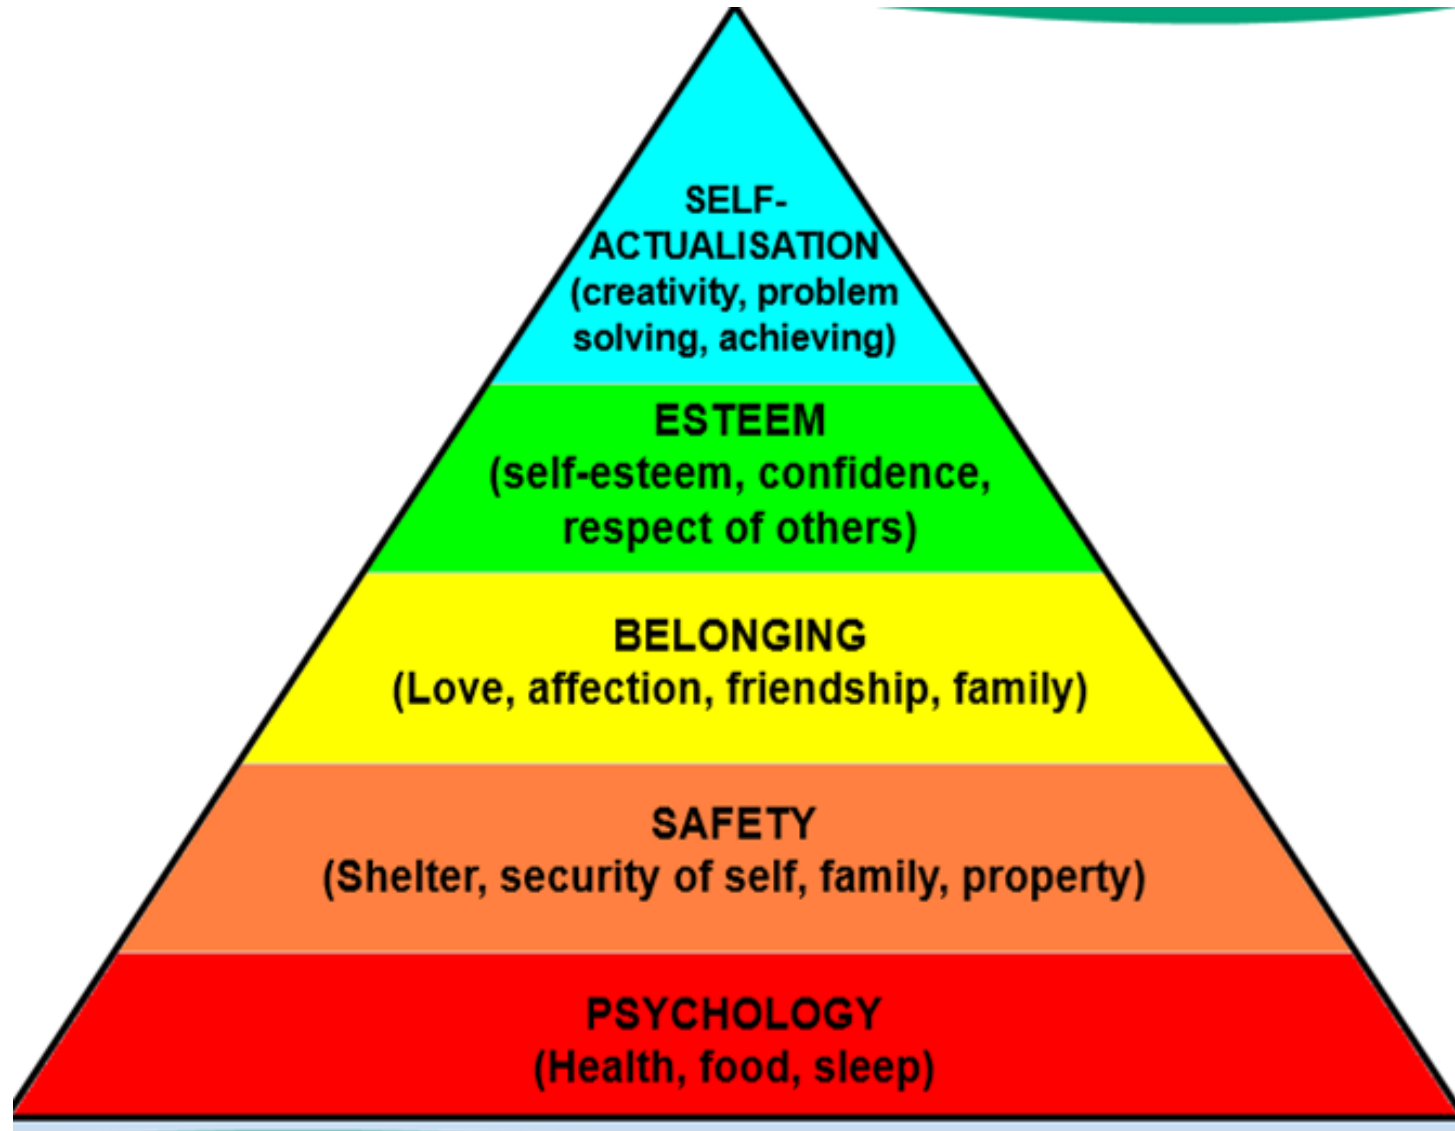 SELF-
ACTUALISATION
(creativity, problem
solving, achieving)
ESTEEM
(self-esteem, confidence,
respect of others)
BELONGING
(Love, affection, friendship, family)
SAFETY
(Shelter, security of self, family, property)
PSYCHOLOGY
(Health, food, sleep)